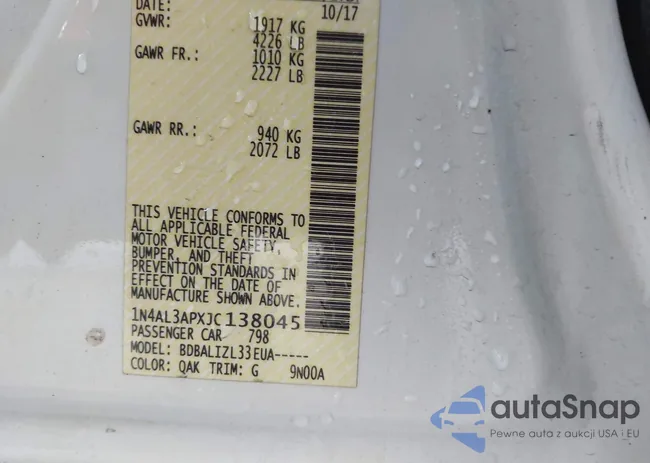 DATE: 10/17
GVWR: 1917 KG
4226 LB
GAWR FR.: 1010 KG
2227 LB
GAWR RR.: 940 KG
2072 LB
THIS VEHICLE CONFORMS TO
ALL APPLICABLE FEDERAL
MOTOR VEHICLE SAFETY,
BUMPER, AND THEFT
PREVENTION STANDARDS IN
EFFECT ON THE DATE OF
MANUFACTURE SHOWN ABOVE.
1N4AL3APXJC138045
PASSENGER CAR 798
MODEL: BDBALIZL33EUA-----
COLOR: QAK TRIM: G 9N00A
autaSnap
Pewne auta z aukcji USA i EU